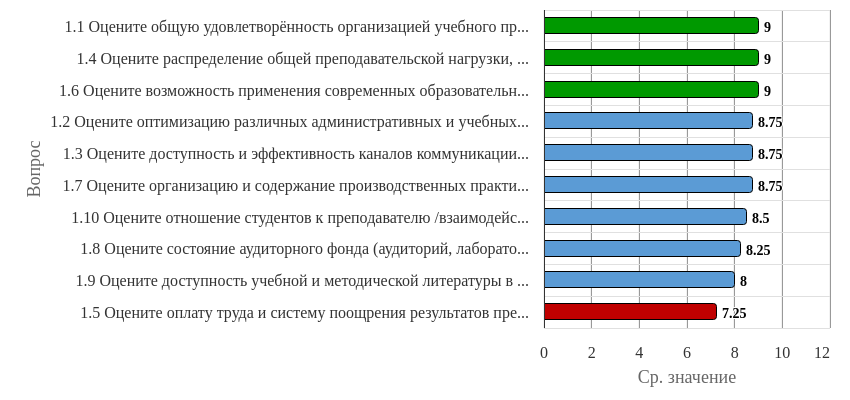 1.1 Оцените общую удовлетворённость организацией учебного пр... 9
1.4 Оцените распределение общей преподавательской нагрузки, ... 9
1.6 Оцените возможность применения современных образовательн... 9
1.2 Оцените оптимизацию различных административных и учебных... 8.75
1.3 Оцените доступность и эффективность каналов коммуникации... 8.75
1.7 Оцените организацию и содержание производственных практи... 8.75
1.10 Оцените отношение студентов к преподавателю /взаимодейс... 8.5
1.8 Оцените состояние аудиторного фонда (аудиторий, лаборато... 8.25
1.9 Оцените доступность учебной и методической литературы в ... 8
1.5 Оцените оплату труда и систему поощрения результатов пре... 7.25
Вопрос
0 2 4 6 8 10 12
Ср. значение